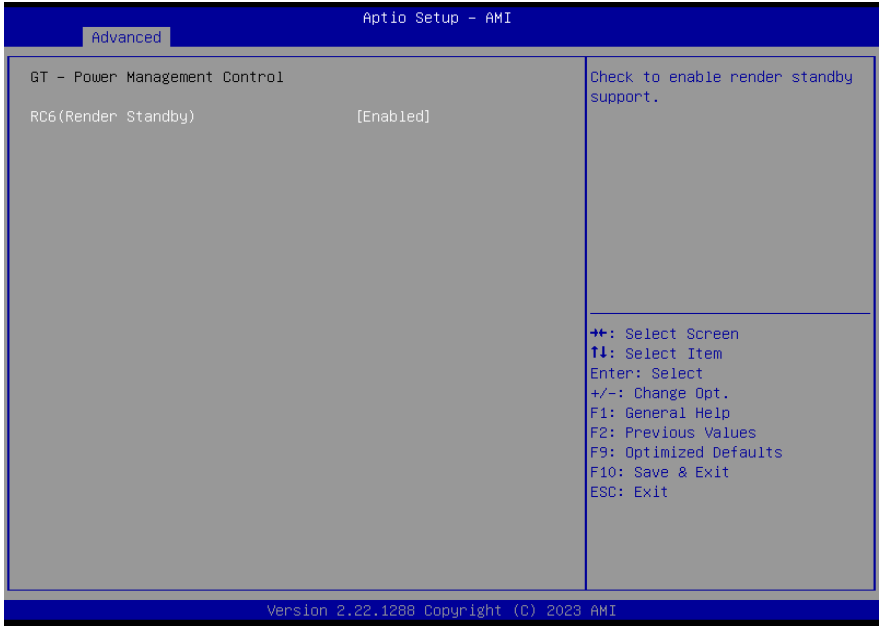 Aptio Setup – AMI
Advanced
GT – Power Management Control
RC6(Render Standby) [Enabled]
Check to enable render standby
support.
→←: Select Screen
↑↓: Select Item
Enter: Select
+/-: Change Opt.
F1: General Help
F2: Previous Values
F9: Optimized Defaults
F10: Save & Exit
ESC: Exit
Version 2.22.1288 Copyright (C) 2023 AMI